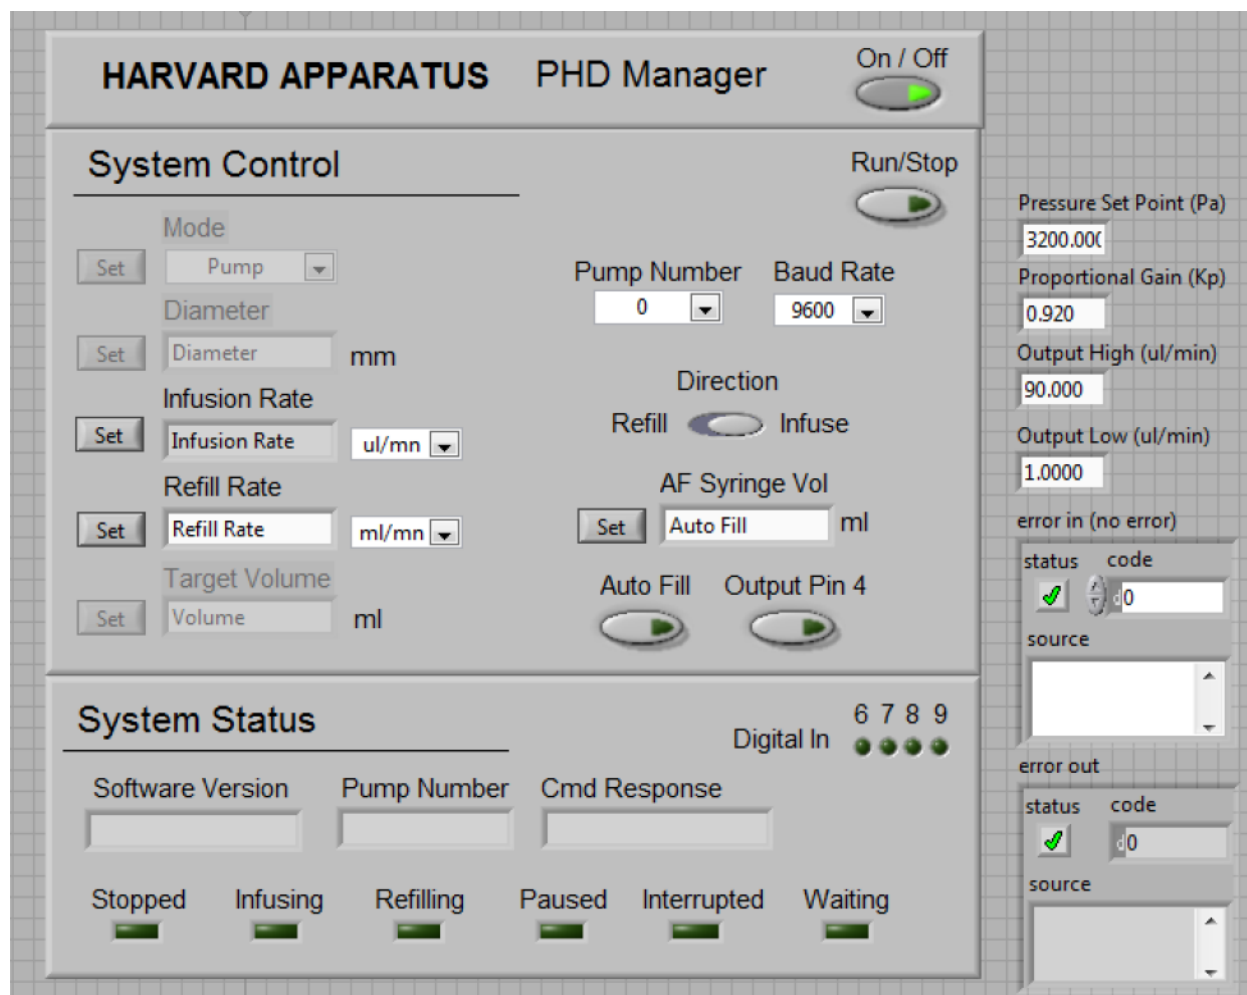 HARVARD APPARATUS PHD Manager
On / Off
System Control
Run/Stop
Mode
Set Pump
Diameter
Set Diameter mm
Infusion Rate
Set Infusion Rate ul/mn
Refill Rate
Set Refill Rate ml/mn
Target Volume
Set Volume ml
Pump Number Baud Rate
0 9600
Direction
Refill Infuse
AF Syringe Vol
Set Auto Fill ml
Auto Fill Output Pin 4
System Status
6 7 8 9
Digital In
Software Version Pump Number Cmd Response
Stopped Infusing Refilling Paused Interrupted Waiting
Pressure Set Point (Pa)
3200.00
Proportional Gain (Kp)
0.920
Output High (ul/min)
90.000
Output Low (ul/min)
1.0000
error in (no error)
status code
d0
source
error out
status code
d0
source